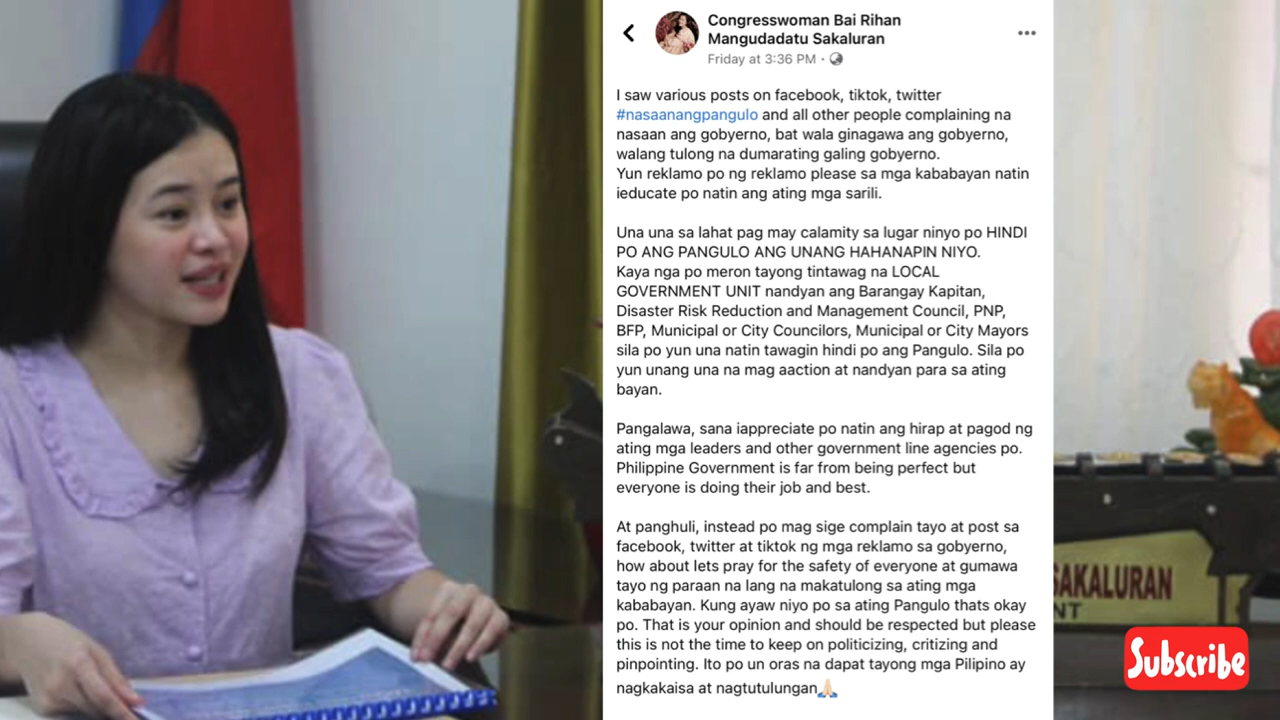 Congresswoman Bai Rihan
Mangudadatu Sakaluran
Friday at 3:36 PM ·
I saw various posts on facebook, tiktok, twitter
#nasaanangpangulo and all other people complaining na
nasaan ang gobyerno, bat wala ginagawa ang gobyerno,
walang tulong na dumarating galing gobyerno.
Yun reklamo po ng reklamo please sa mga kababayan natin
ieducate po natin ang ating mga sarili.
Una una sa lahat pag may calamity sa lugar ninyo po HINDI
PO ANG PANGULO ANG UNANG HAHANAPIN NIYO.
Kaya nga po meron tayong tintawag na LOCAL
GOVERNMENT UNIT nandyan ang Barangay Kapitan,
Disaster Risk Reduction and Management Council, PNP,
BFP, Municipal or City Councilors, Municipal or City Mayors
sila po yun una natin tawagin hindi po ang Pangulo. Sila po
yun unang una na mag aaction at nandyan para sa ating
bayan.
Pangalawa, sana iappreciate po natin ang hirap at pagod ng
ating mga leaders and other government line agencies po.
Philippine Government is far from being perfect but
everyone is doing their job and best.
At panghuli, instead po mag sige complain tayo at post sa
facebook, twitter at tiktok ng mga reklamo sa gobyerno,
how about lets pray for the safety of everyone at gumawa
tayo ng paraan na lang na makatulong sa ating mga
kababayan. Kung ayaw niyo po sa ating Pangulo thats okay
po. That is your opinion and should be respected but please
this is not the time to keep on politicizing, critizing and
pinpointing. Ito po un oras na dapat tayong mga Pilipino ay
nagkakaisa at nagtutulungan🙏🏻
SAKALURAN
NT
Subscribe